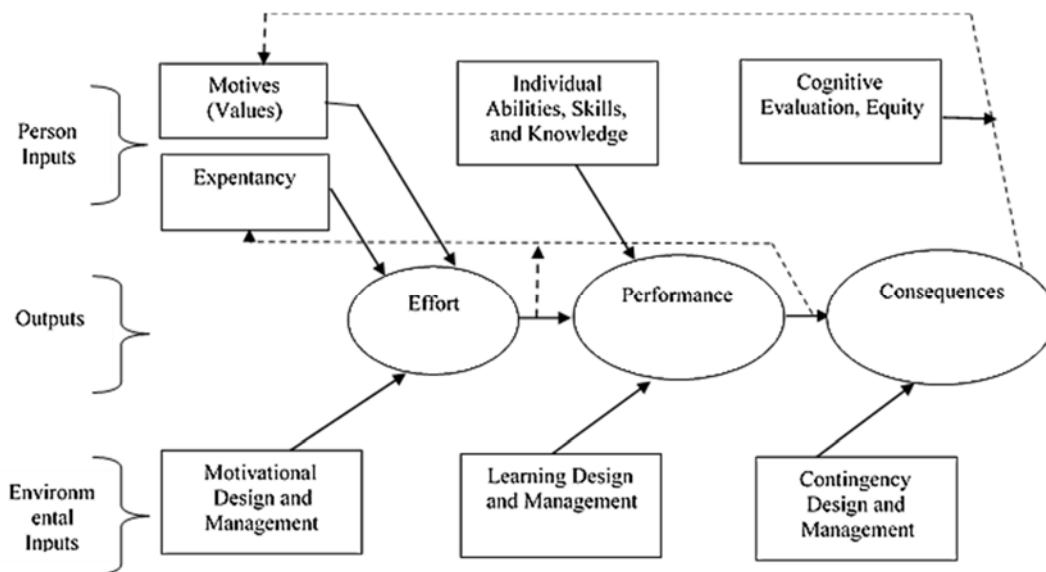 Motives
(Values)
Individual
Abilities, Skills,
and Knowledge
Cognitive
Evaluation, Equity
Person
Inputs
Expentancy
Effort
Performance
Consequences
Outputs
Motivational
Design and
Management
Learning Design
and Management
Contingency
Design and
Management
Environm
ental
Inputs